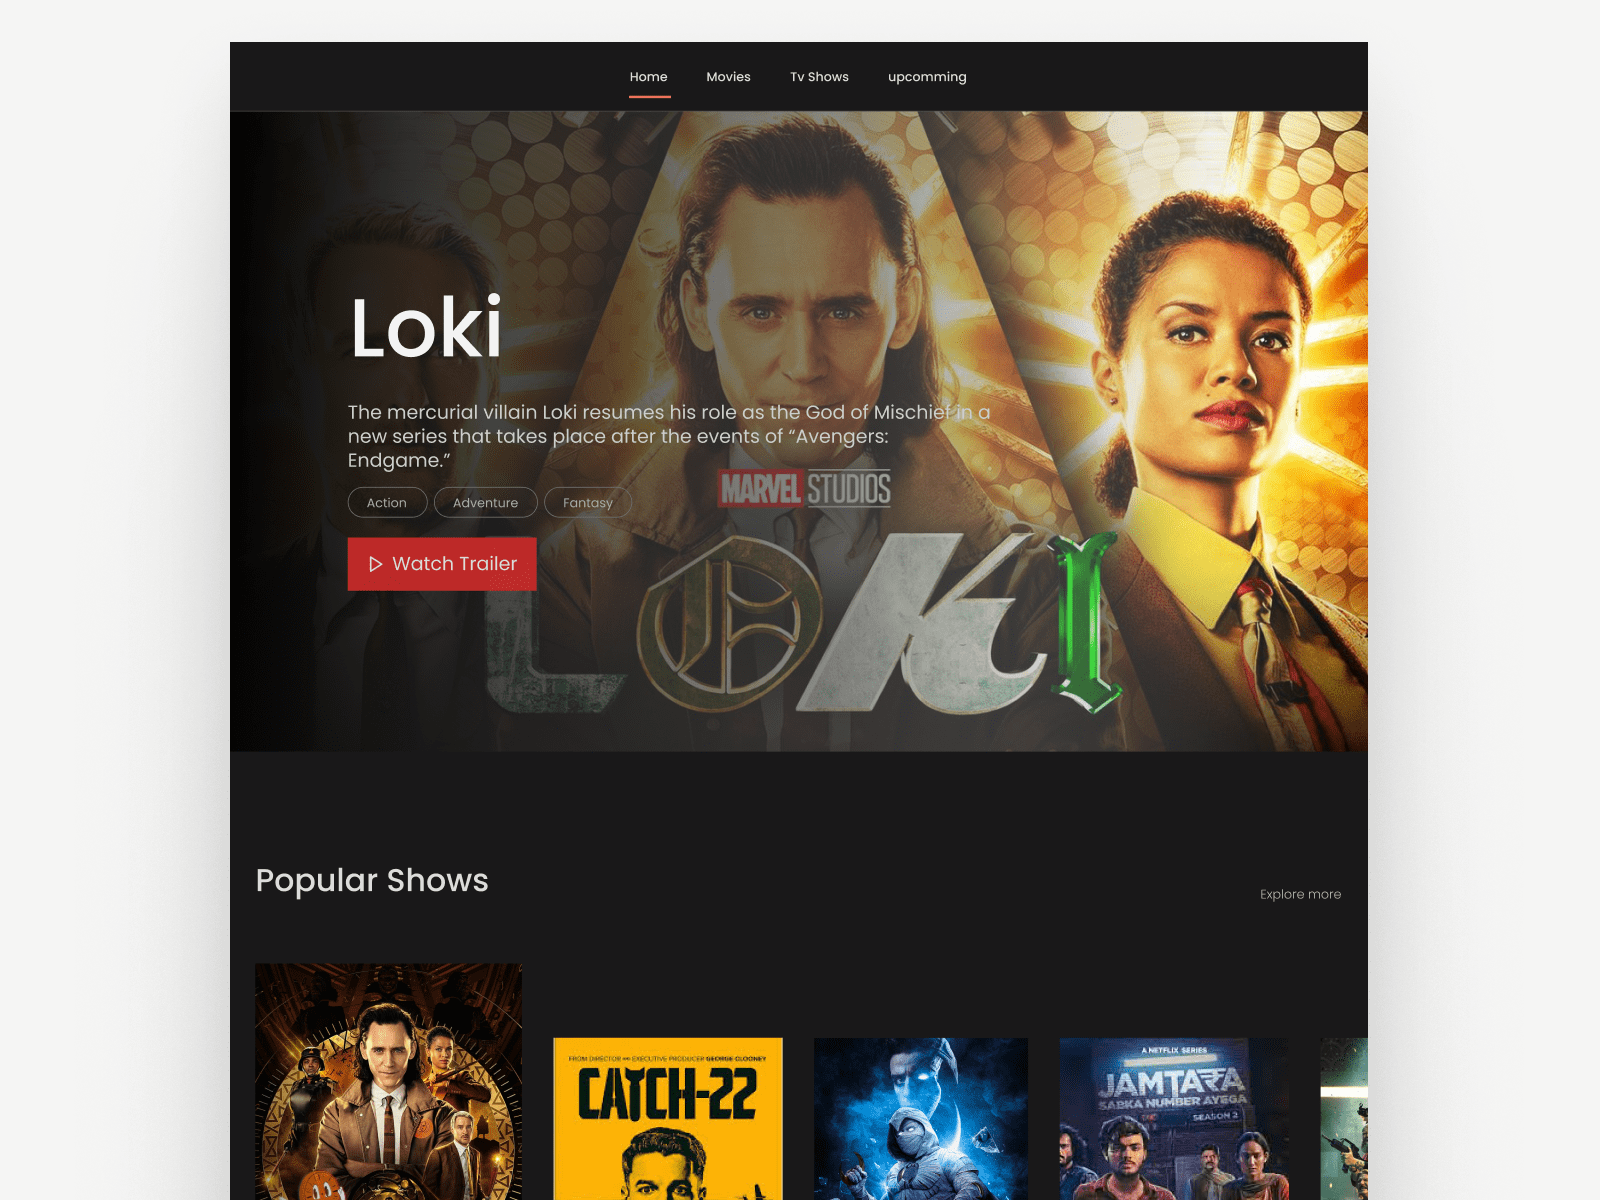 Home Movies Tv Shows upcomming
Loki
The mercurial villain Loki resumes his role as the God of Mischief in a
new series that takes place after the events of “Avengers:
Endgame.”
MARVEL STUDIOS
Action Adventure Fantasy
Watch Trailer
LOKI
Popular Shows
Explore more
FROM DIRECTOR AND EXECUTIVE PRODUCER GEORGE CLOONEY
CATCH-22
A NETFLIX SERIES
JAMTARA
SABKA NUMBER AYEGA
SEASON 2